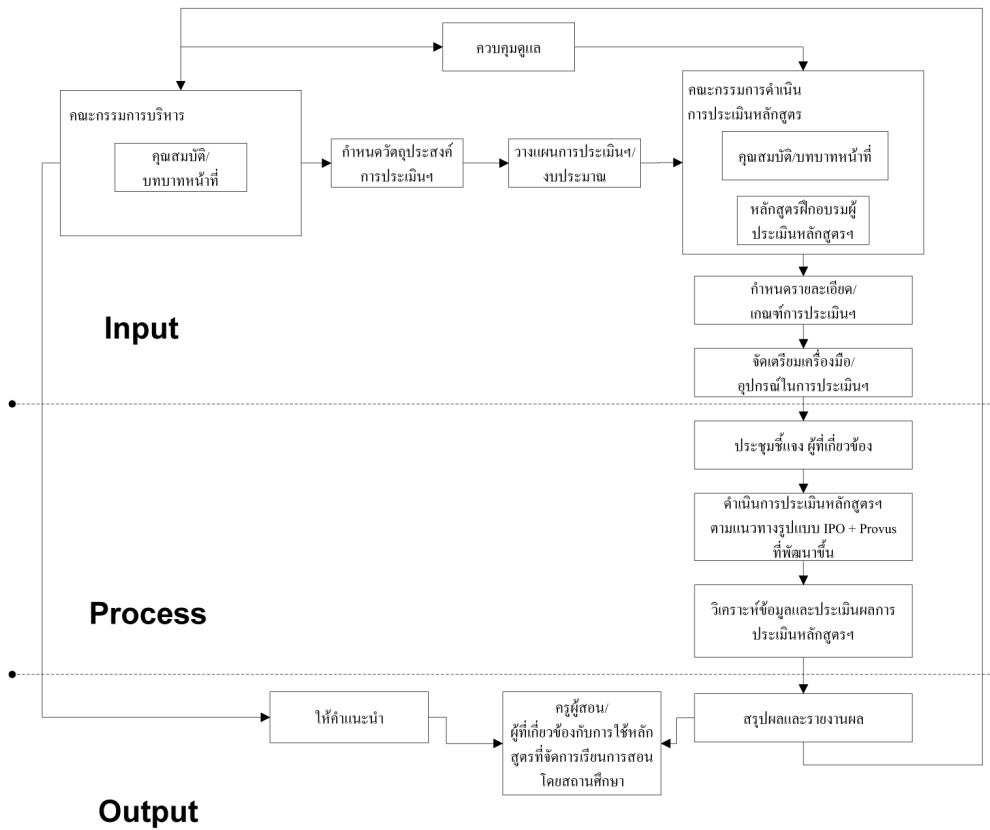 ควบคุมดูแล
คณะกรรมการบริหาร
คุณสมบัติ/
บทบาทหน้าที่
กำหนดวัตถุประสงค์
การประเมินฯ
วางแผนการประเมินฯ/
งบประมาณ
คณะกรรมการดำเนิน
การประเมินหลักสูตร
คุณสมบัติ/บทบาทหน้าที่
หลักสูตรฝึกอบรมผู้
ประเมินหลักสูตรฯ
กำหนดรายละเอียด/
เกณฑ์การประเมินฯ
Input
จัดเตรียมเครื่องมือ/
อุปกรณ์ในการประเมินฯ
ประชุมชี้แจง ผู้ที่เกี่ยวข้อง
ดำเนินการประเมินหลักสูตรฯ
ตามแนวทางรูปแบบ IPO + Provus
ที่พัฒนาขึ้น
Process
วิเคราะห์ข้อมูลและประเมินผลการ
ประเมินหลักสูตรฯ
ให้คำแนะนำ
ครูผู้สอน/
ผู้ที่เกี่ยวข้องกับการใช้หลัก
สูตรที่จัดการเรียนการสอน
โดยสถานศึกษา
สรุปผลและรายงานผล
Output